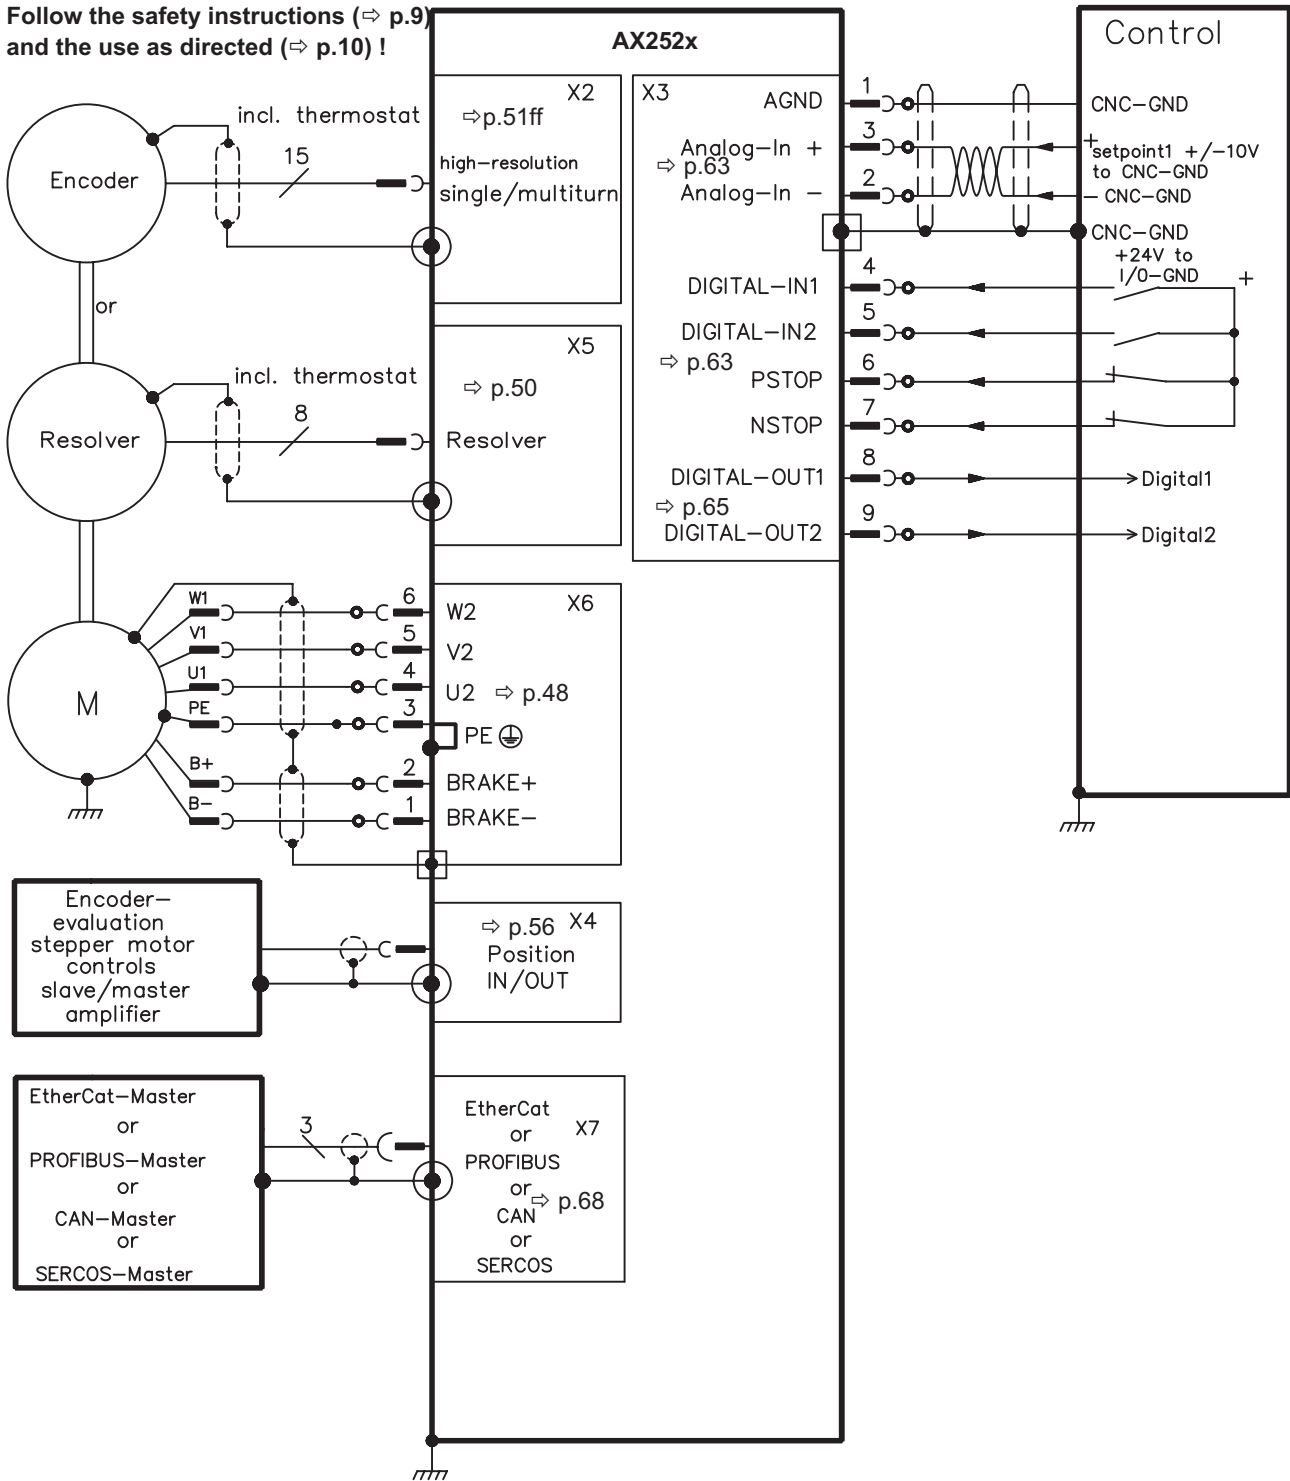 Follow the safety instructions (⇨ p.9)
and the use as directed (⇨ p.10) !
AX252x
Control
Encoder
incl. thermostat
15
X2
⇨p.51ff
high-resolution
single/multiturn
or
Resolver
incl. thermostat
8
X5
⇨ p.50
Resolver
X3
AGND
1
CNC-GND
Analog-In +
3
+
setpoint1 +/-10V
to CNC-GND
⇨ p.63
Analog-In -
2
- CNC-GND
CNC-GND
+24V to
I/O-GND
+
DIGITAL-IN1
4
DIGITAL-IN2
5
⇨ p.63
PSTOP
6
NSTOP
7
DIGITAL-OUT1
8
Digital1
⇨ p.65
DIGITAL-OUT2
9
Digital2
M
X6
W1
6
W2
V1
5
V2
U1
4
U2 ⇨ p.48
PE
3
PE
B+
2
BRAKE+
B-
1
BRAKE-
Encoder-
evaluation
stepper motor
controls
slave/master
amplifier
⇨ p.56 X4
Position
IN/OUT
EtherCat-Master
or
PROFIBUS-Master
or
CAN-Master
or
SERCOS-Master
3
EtherCat
or
X7
PROFIBUS
or
⇨ p.68
CAN
or
SERCOS